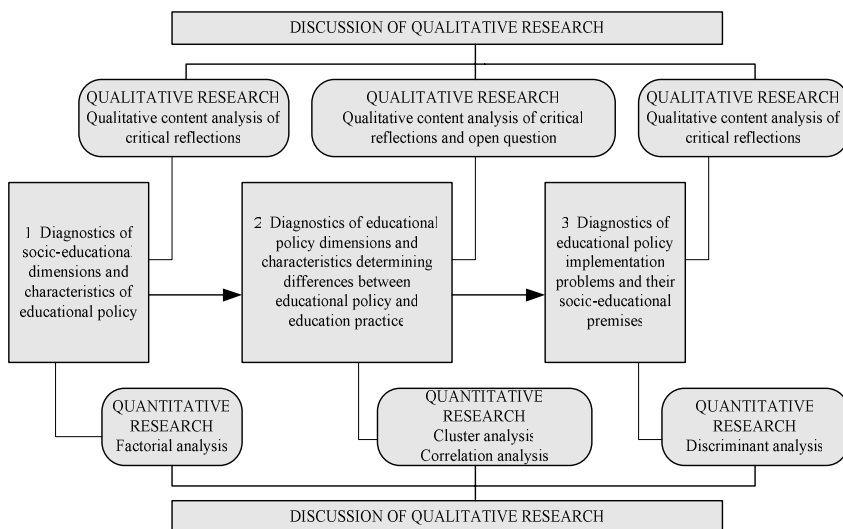 DISCUSSION OF QUALITATIVE RESEARCH
QUALITATIVE RESEARCH
Qualitative content analysis of
critical reflections
QUALITATIVE RESEARCH
Qualitative content analysis of critical
reflections and open question
QUALITATIVE RESEARCH
Qualitative content analysis of
critical reflections
1 Diagnostics of
socic-educational
dimensions and
characteristics of
educational policy
2 Diagnostics of educational
policy dimensions and
characteristics determining
differences between
educational policy and
education practice
3 Diagnostics of
educational policy
implementation
problems and their
socic-educational
premises
QUANTITATIVE
RESEARCH
Factorial analysis
QUANTITATIVE
RESEARCH
Cluster analysis
Correlation analysis
QUANTITATIVE
RESEARCH
Discriminant analysis
DISCUSSION OF QUALITATIVE RESEARCH